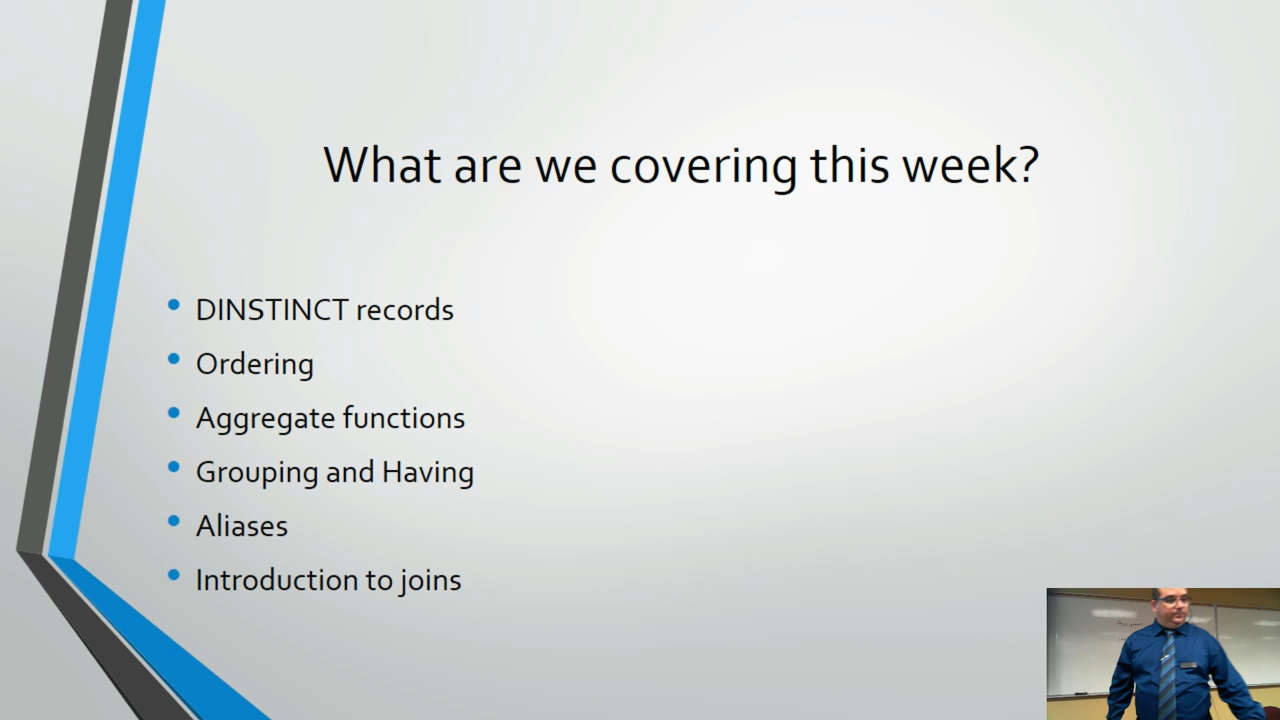 What are we covering this week?
DINSTINCT records
Ordering
Aggregate functions
Grouping and Having
Aliases
Introduction to joins